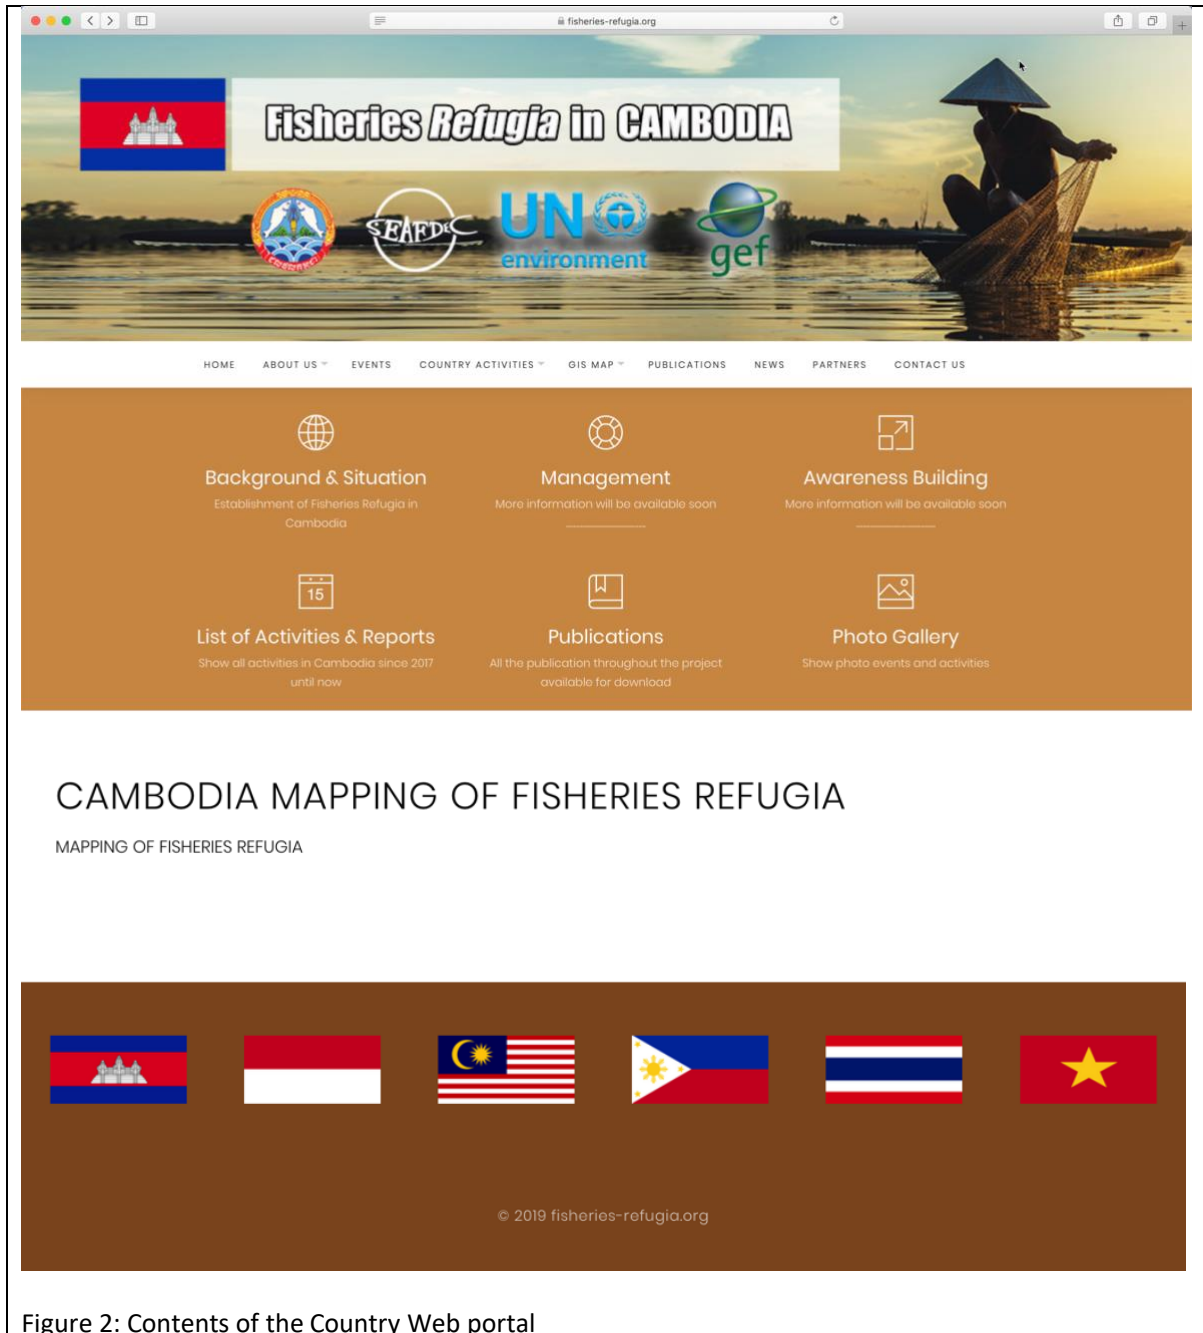 fisheries-refugia.org
Fisheries Refugia in CAMBODIA
SEAFDEC
UN
environment
gef
HOME ABOUT US EVENTS COUNTRY ACTIVITIES GIS MAP PUBLICATIONS NEWS PARTNERS CONTACT US
Background & Situation Management Awareness Building
Establishment of Fisheries Refugia in More information will be available soon More information will be available soon
Cambodia
15
List of Activities & Reports Publications Photo Gallery
Show all activities in Cambodia since 2017 All the publication throughout the project Show photo events and activities
until now available for download
CAMBODIA MAPPING OF FISHERIES REFUGIA
MAPPING OF FISHERIES REFUGIA
© 2019 fisheries-refugia.org
Figure 2: Contents of the Country Web portal